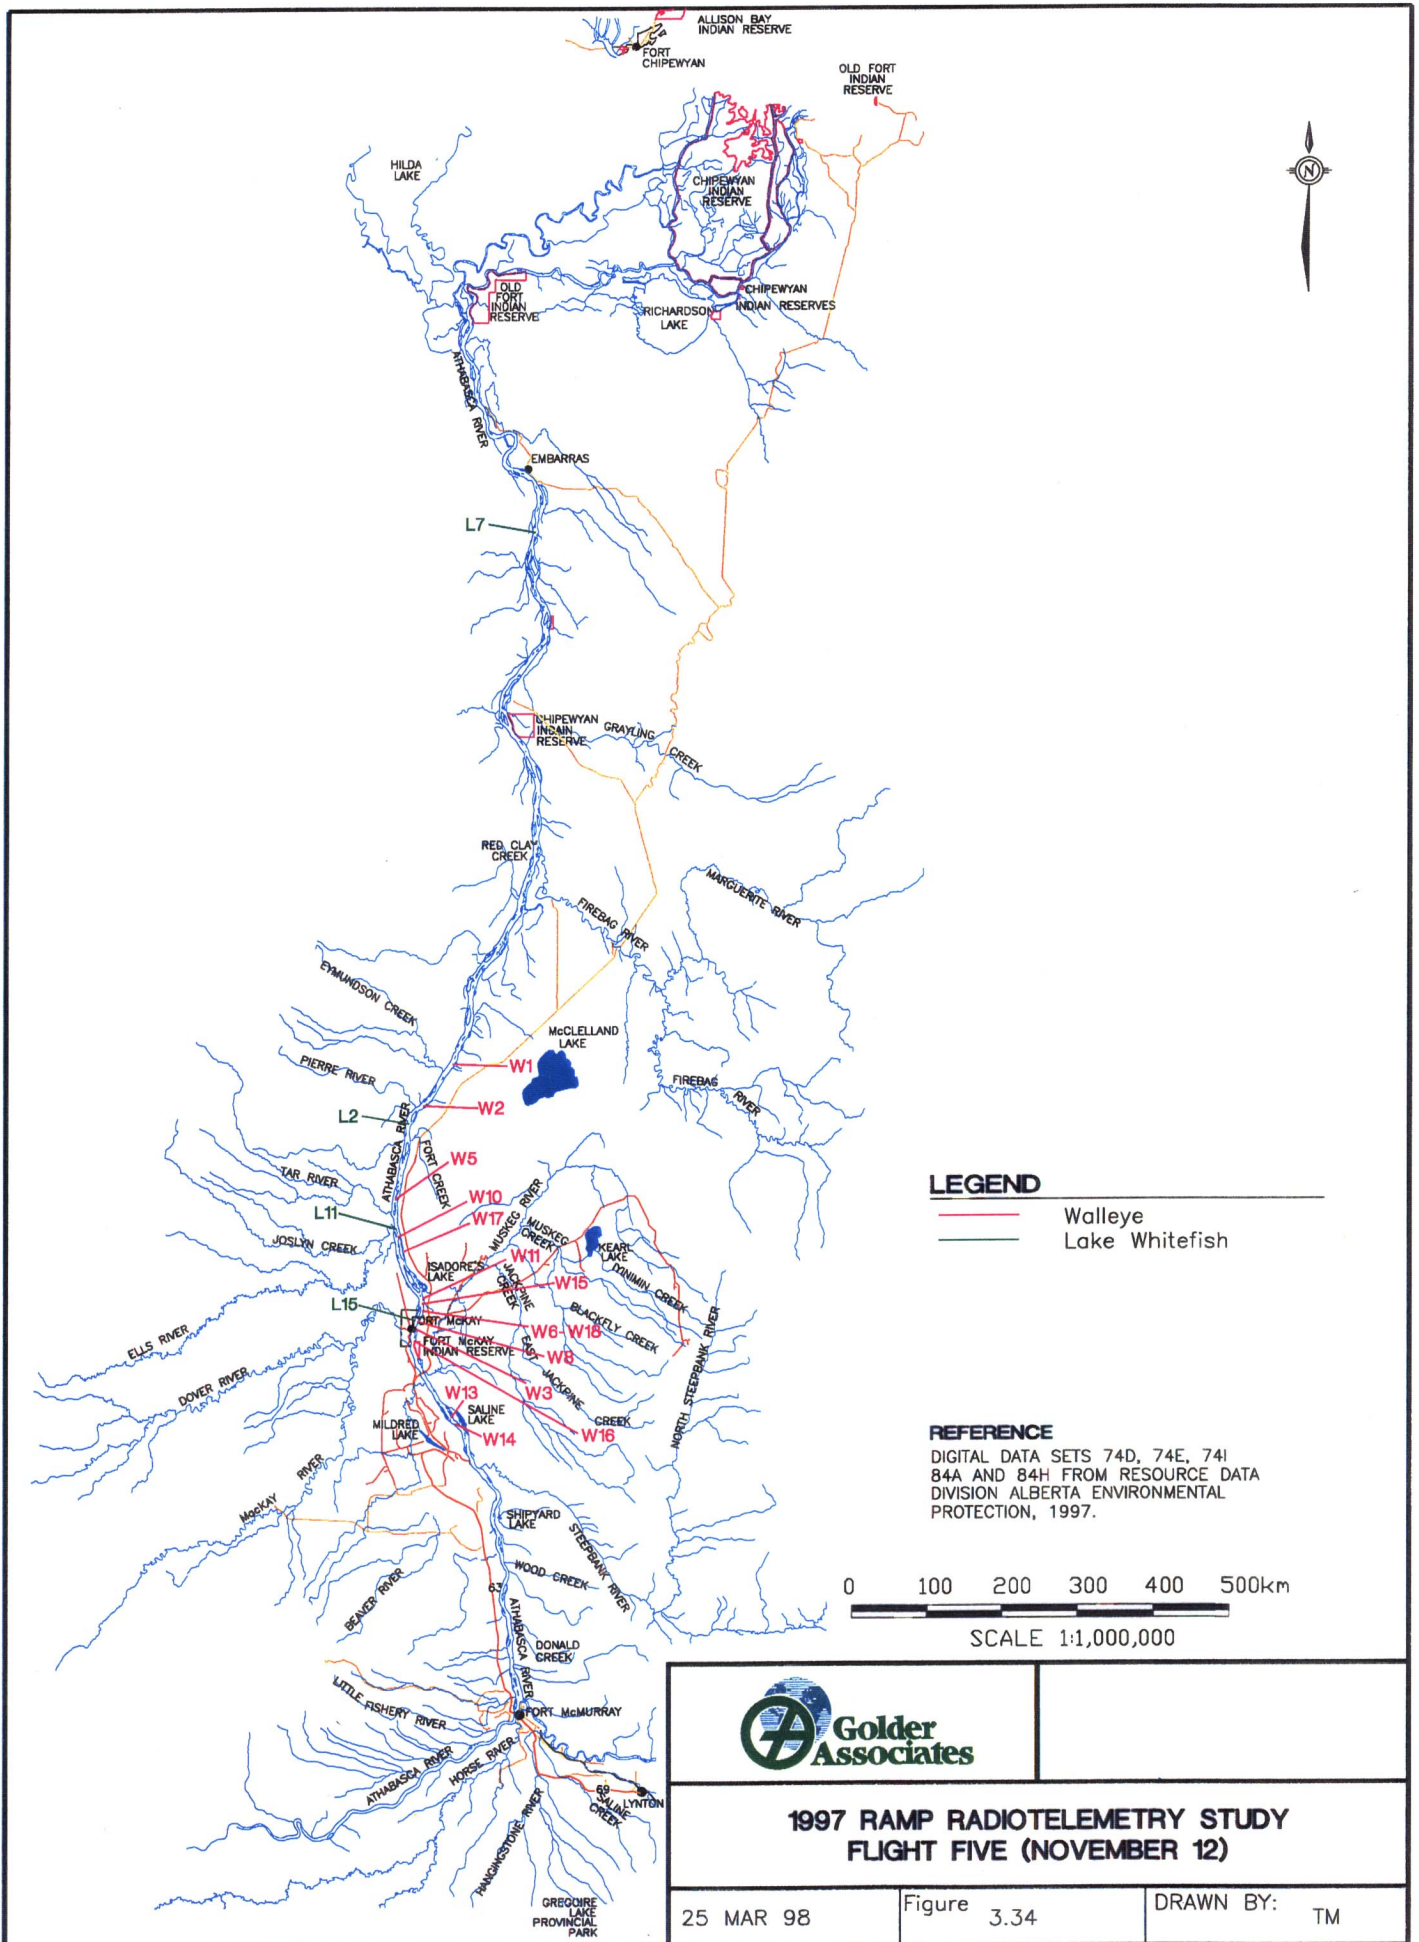 ALLISON BAY
INDIAN RESERVE
FORT
CHIPEWYAN
OLD FORT
INDIAN
RESERVE
HILDA
LAKE
N
CHIPEWYAN
INDIAN
RESERVE
OLD
FORT
INDIAN
RESERVE
CHIPEWYAN
INDIAN RESERVES
RICHARDSON
LAKE
ATHABASCA RIVER
EMBARRAS
L7
CHIPEWYAN
INDAIN
RESERVE
GRAYLING CREEK
RED CLAY
CREEK
MARGUERITE RIVER
FIREBAG RIVER
EYMUNDSON CREEK
McCLELLAND
LAKE
PIERRE RIVER
W1
FIREBAG RIVER
W2
L2
ATHABASCA RIVER
FORT CREEK
W5
TAR RIVER
W10
L11
W17
MUSKEG RIVER
MUSKEG
CREEK
JOSLYN CREEK
KEARL
LAKE
W11
ISADORE'S
LAKE
JACKPINE
CREEK
IYINIMIN CREEK
W15
L15
BLACKFLY CREEK
FORT McKAY
W6-W18
ELLS RIVER
FORT McKAY
INDIAN RESERVE
W8
EAST JACKPINE CREEK
NORTH STEEPBANK RIVER
DOVER RIVER
W3
W13
SALINE
LAKE
MILDRED
LAKE
W14
W16
MacKAY RIVER
SHIPYARD
LAKE
STEEPBANK RIVER
WOOD CREEK
BEAVER RIVER
63
ATHABASCA RIVER
DONALD
CREEK
LITTLE FISHERY RIVER
FORT McMURRAY
ATHABASCA RIVER
HORSE RIVER
69
SALINE
CREEK
LYNTON
HANGINGSTONE RIVER
GREGOIRE
LAKE
PROVINCIAL
PARK
LEGEND
Walleye
Lake Whitefish
REFERENCE
DIGITAL DATA SETS 74D, 74E, 74I
84A AND 84H FROM RESOURCE DATA
DIVISION ALBERTA ENVIRONMENTAL
PROTECTION, 1997.
0 100 200 300 400 500km
SCALE 1:1,000,000
Golder
Associates
1997 RAMP RADIOTELEMETRY STUDY
FLIGHT FIVE (NOVEMBER 12)
25 MAR 98
Figure 3.34
DRAWN BY: TM